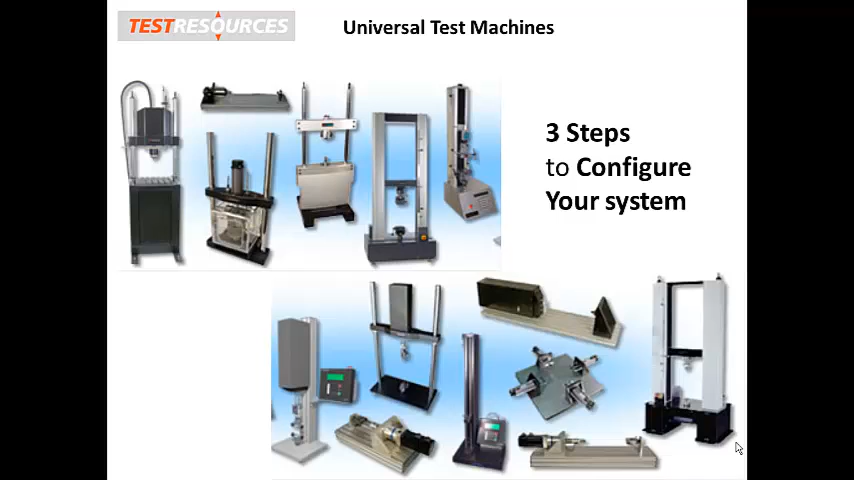 TESTRESOURCES
Universal Test Machines
3 Steps
to Configure
Your system